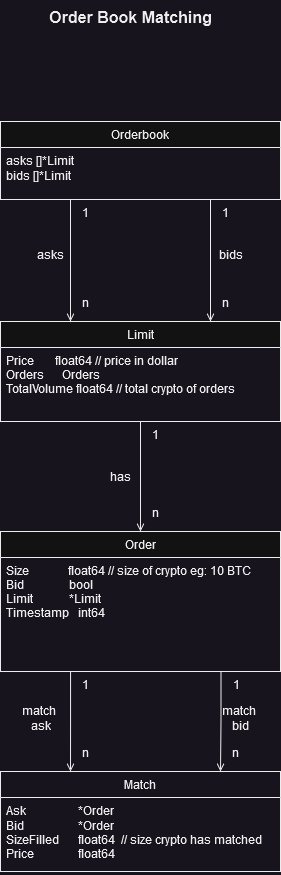 Order Book Matching
Orderbook
asks []*Limit
bids []*Limit
1 1
asks bids
n n
Limit
Price float64 // price in dollar
Orders Orders
TotalVolume float64 // total crypto of orders
1
has
n
Order
Size float64 // size of crypto eg: 10 BTC
Bid bool
Limit *Limit
Timestamp int64
1 1
match match
ask bid
n n
Match
Ask *Order
Bid *Order
SizeFilled float64 // size crypto has matched
Price float64